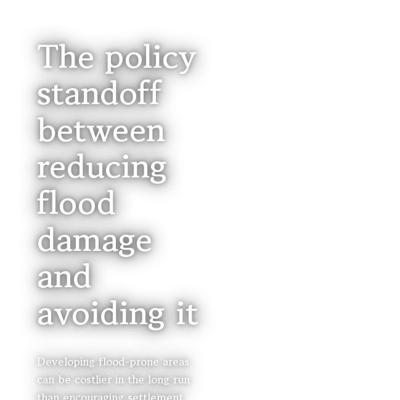 The policy
standoff
between
reducing
flood
damage
and
avoiding it
Developing flood-prone areas
can be costlier in the long run
than encouraging settlement